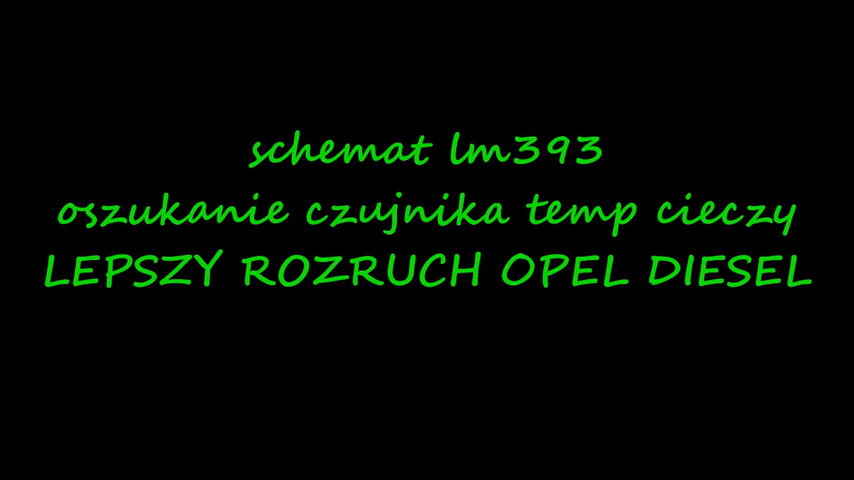 schemat lm393
oszukanie czujnika temp cieczy
LEPSZY ROZRUCH OPEL DIESEL